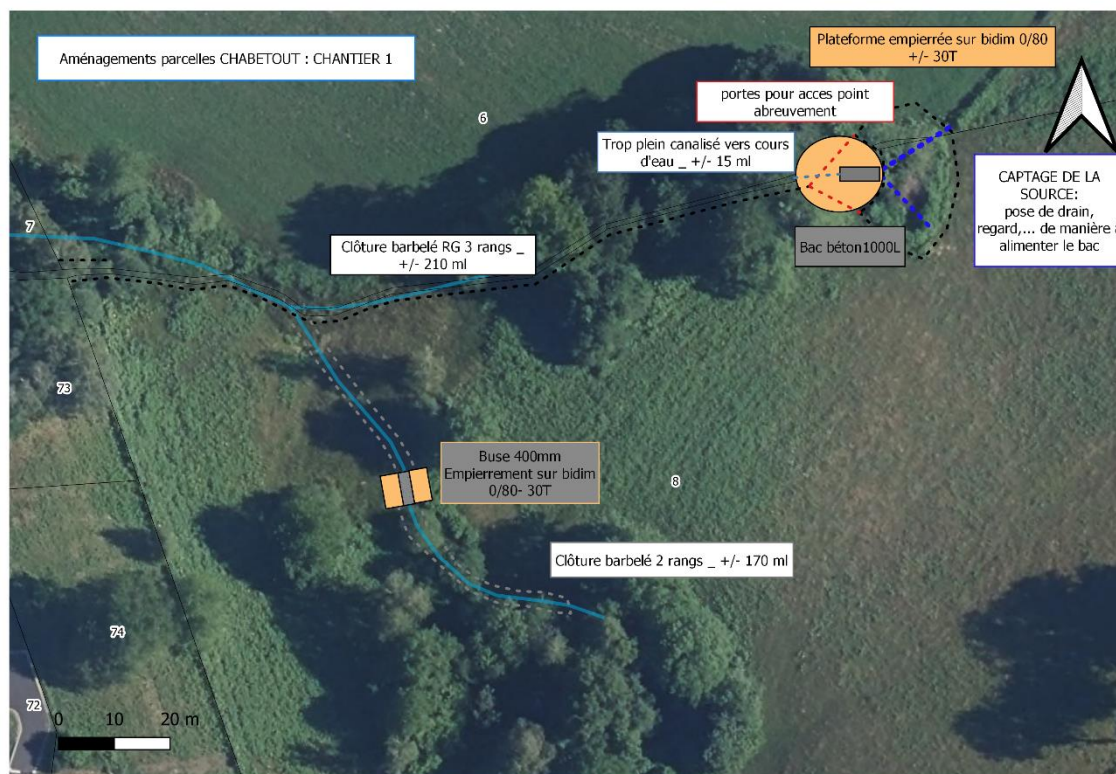 Aménagements parcelles CHABETOUT : CHANTIER 1
Plateforme empierrée sur bidim 0/80
+/- 30T
portes pour acces point
abreuvement
6
Trop plein canalisé vers cours
d'eau _ +/- 15 ml
CAPTAGE DE LA
SOURCE:
pose de drain,
regard,... de manière à
alimenter le bac
7
Bac béton1000L
Clôture barbelé RG 3 rangs _
+/- 210 ml
73
Buse 400mm
Empierrement sur bidim
0/80- 30T
8
Clôture barbelé 2 rangs _ +/- 170 ml
74
72
0 10 20 m